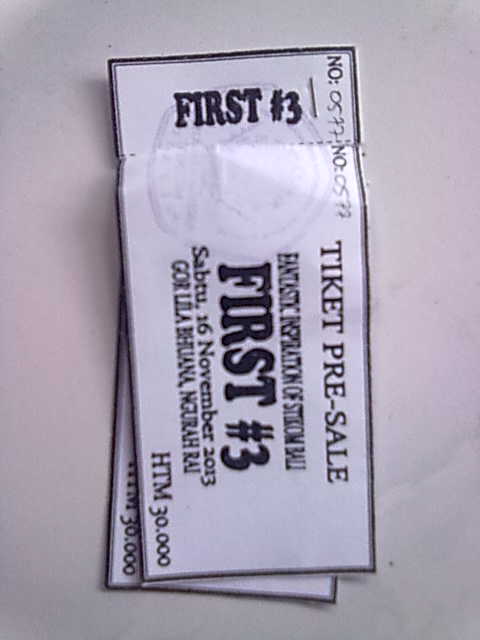 FIRST #3
NO: 0577
NO: 0577
TIKET PRE-SALE
FANTASTIC INSPIRATION OF STIKOM BALI
FIRST #3
Sabtu, 16 November 2013
GOR LILA BHUANA, NGURAH RAI
HTM 30.000
HTM 30.000